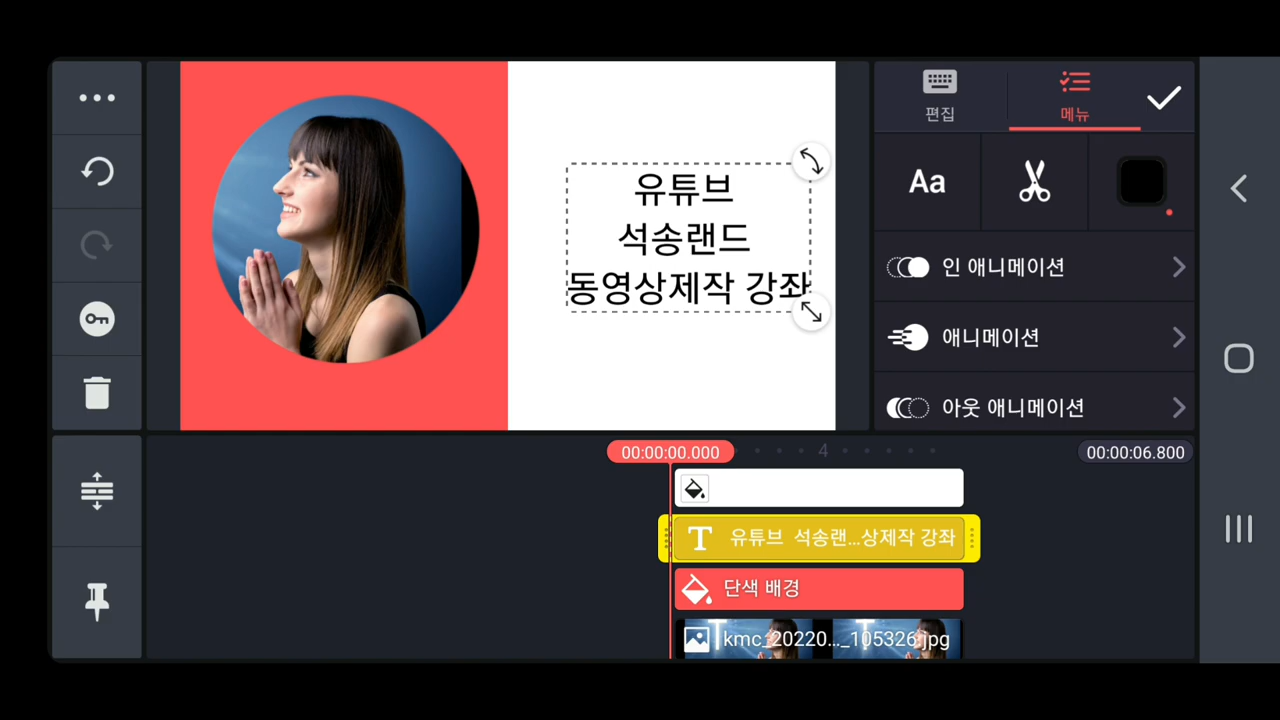 유튜브
석송랜드
동영상제작 강좌
편집
메뉴
Aa
인 애니메이션
애니메이션
아웃 애니메이션
00:00:00.000
4
00:00:06.800
T 유튜브 석송랜...상제작 강좌
단색 배경
kmc_20220..._105326.jpg